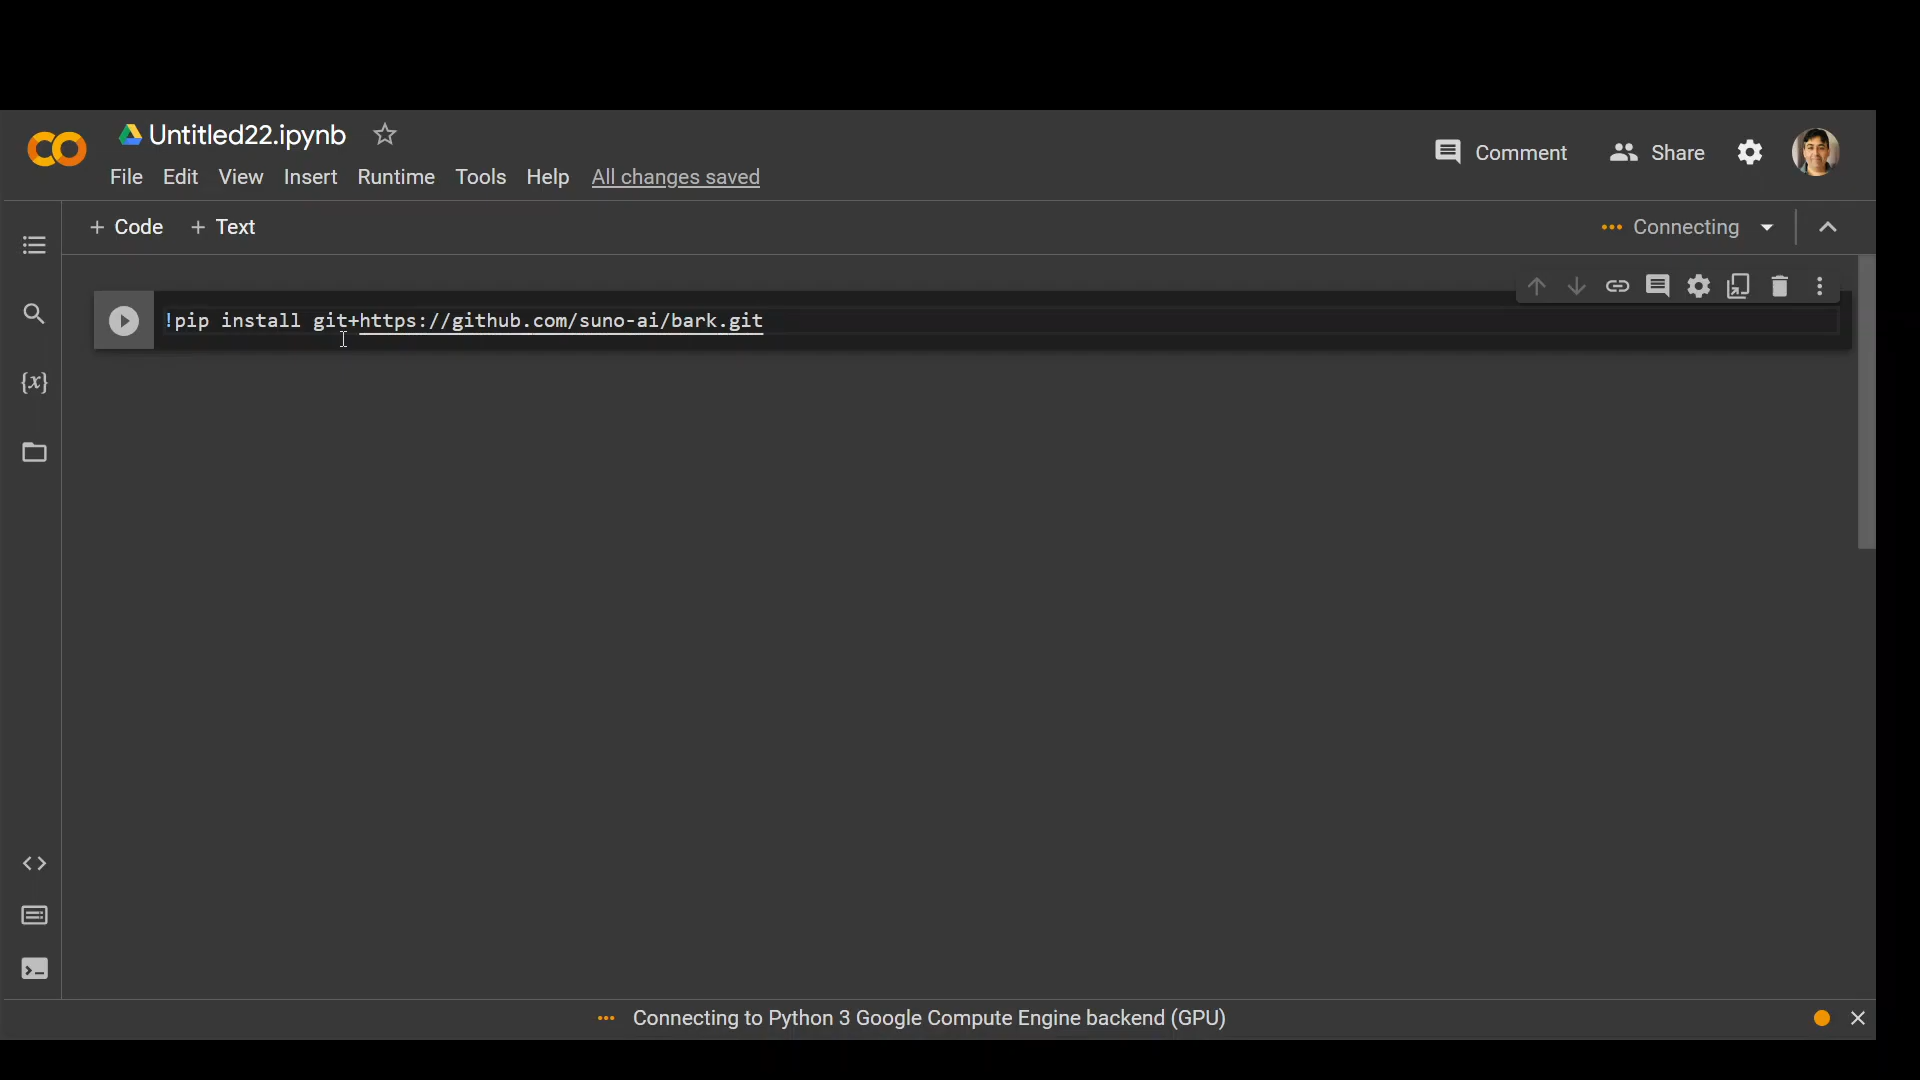 Untitled22.ipynb
Comment
Share
File Edit View Insert Runtime Tools Help All changes saved
+ Code + Text
Connecting
{x}
!pip install git+https://github.com/suno-ai/bark.git
Connecting to Python 3 Google Compute Engine backend (GPU)